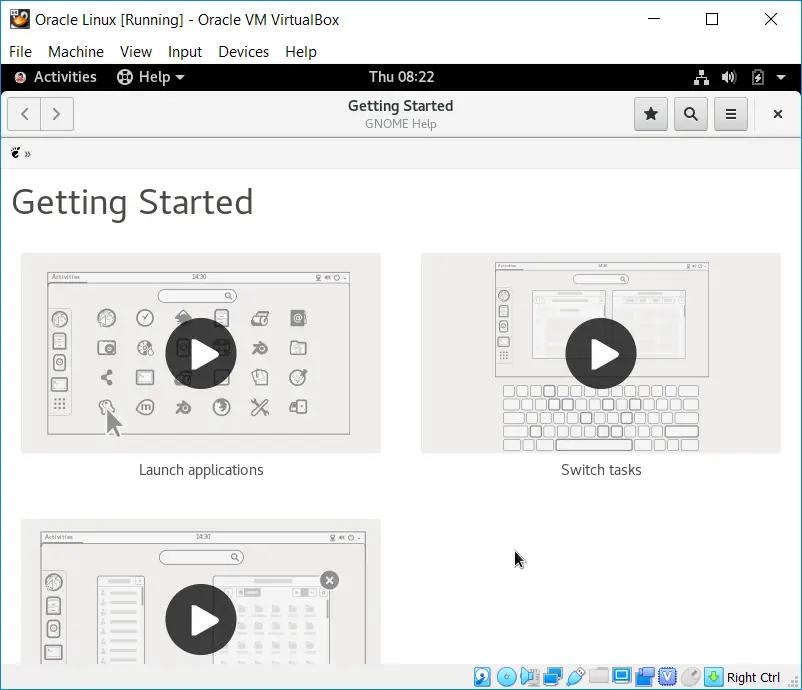 Oracle Linux [Running] - Oracle VM VirtualBox
File Machine View Input Devices Help
Activities Help Thu 08:22
Getting Started
GNOME Help
»
Getting Started
Activities 14:30
Activities 14:30
Launch applications Switch tasks
Activities 14:30
Right Ctrl